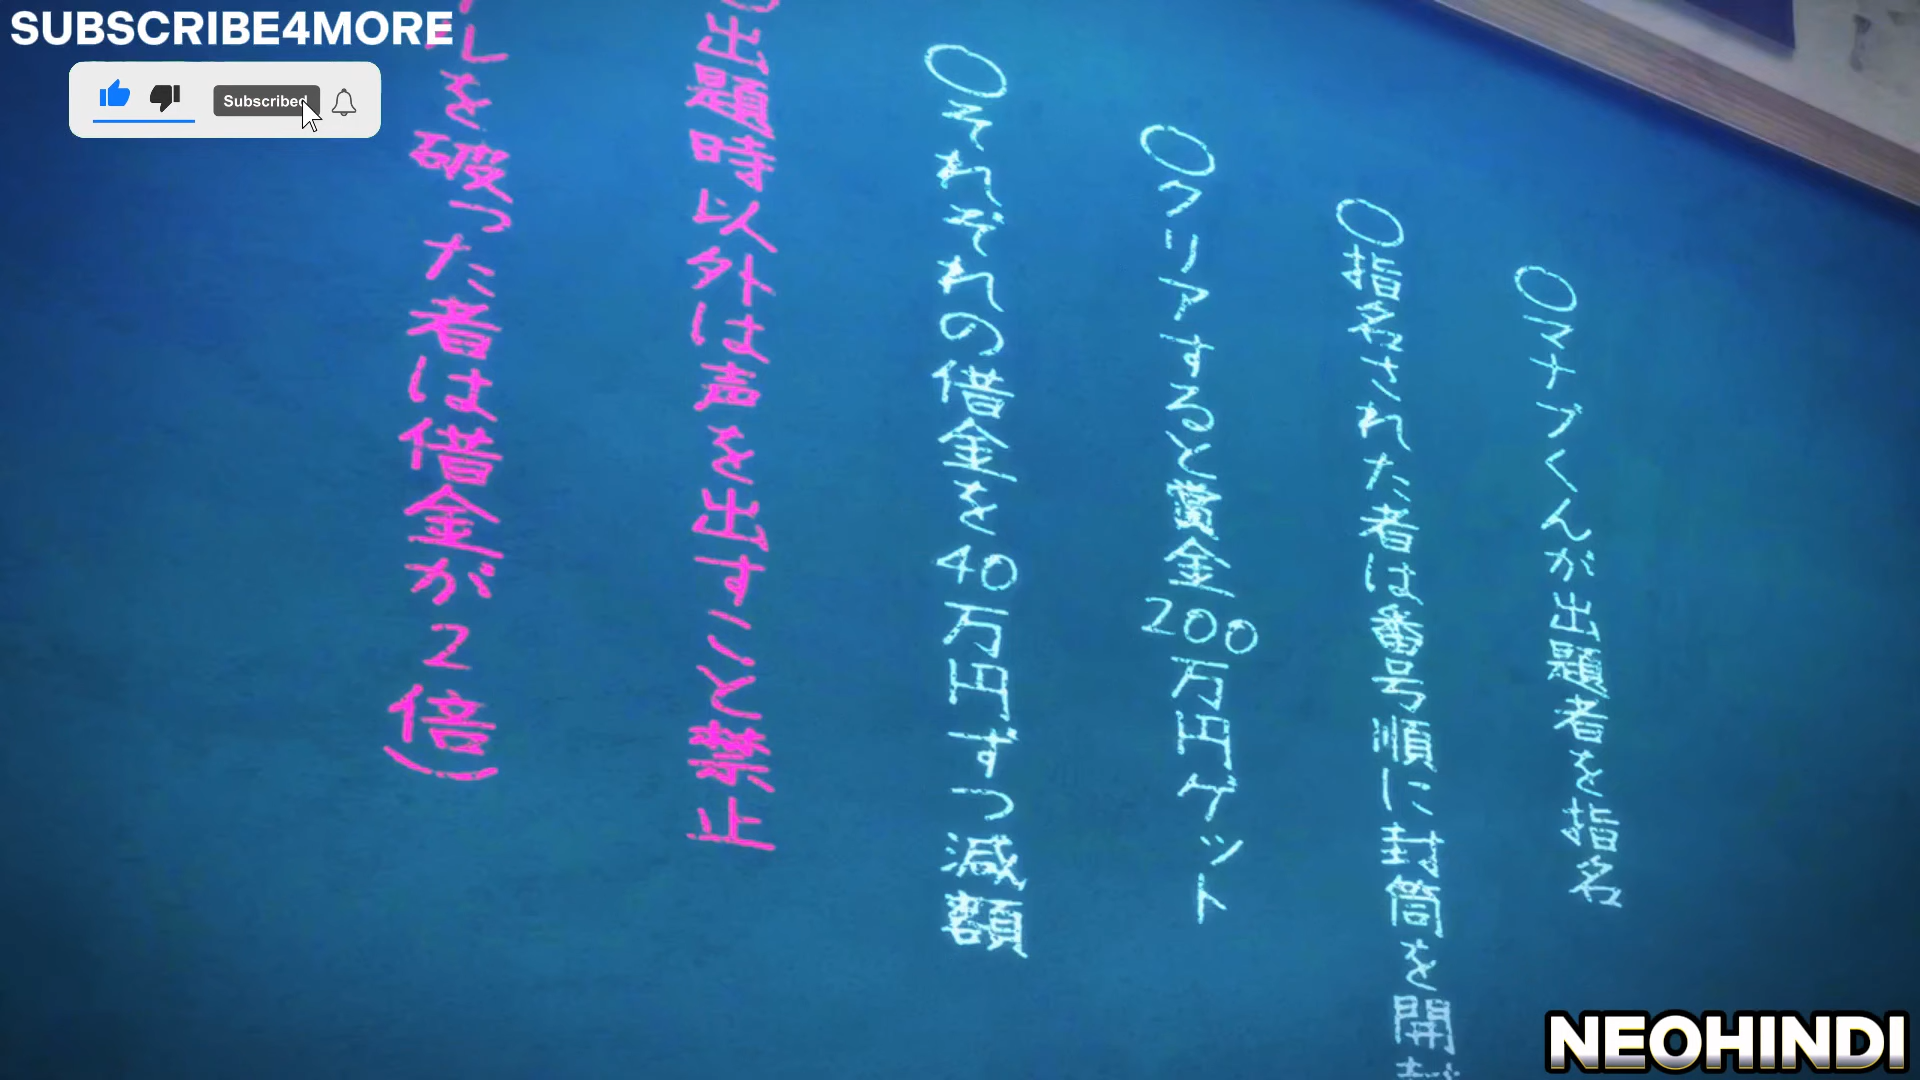 SUBSCRIBE4MORE
Subscribed
○マナブくんが出題者を指名
○指名された者は番号順に封筒を開封
○クリアすると賞金200万円ゲット
○それぞれの借金を40万円ずつ減額
出題時以外は声を出すこと禁止
れを破った者は借金が2倍)
NEOHINDI